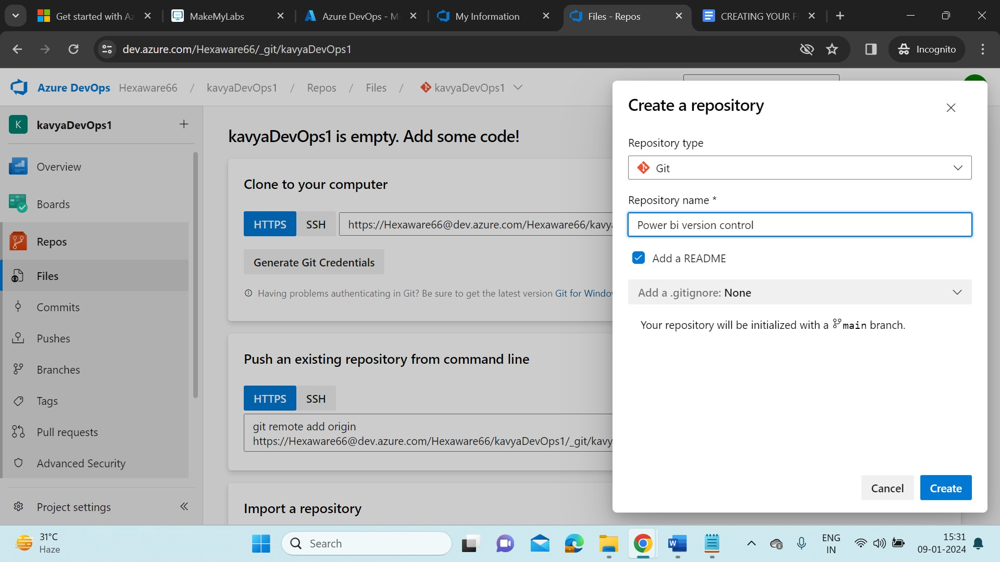 Get started with Az
MakeMyLabs
Azure DevOps - Mi
My Information
Files - Repos
CREATING YOUR F
dev.azure.com/Hexaware66/_git/kavyaDevOps1
Incognito
Azure DevOps Hexaware66 / kavyaDevOps1 / Repos / Files / kavyaDevOps1
K kavyaDevOps1 +
Overview
Boards
Repos
Files
Commits
Pushes
Branches
Tags
Pull requests
Advanced Security
Project settings
kavyaDevOps1 is empty. Add some code!
Clone to your computer
HTTPS SSH https://Hexaware66@dev.azure.com/Hexaware66/kavya
Generate Git Credentials
Having problems authenticating in Git? Be sure to get the latest version Git for Window
Push an existing repository from command line
HTTPS SSH
git remote add origin
https://Hexaware66@dev.azure.com/Hexaware66/kavyaDevOps1/_git/kavy
Import a repository
Create a repository
Repository type
Git
Repository name *
Power bi version control
Add a README
Add a .gitignore: None
Your repository will be initialized with a main branch.
Cancel Create
31°C
Haze
Search
ENG
IN
15:31
09-01-2024